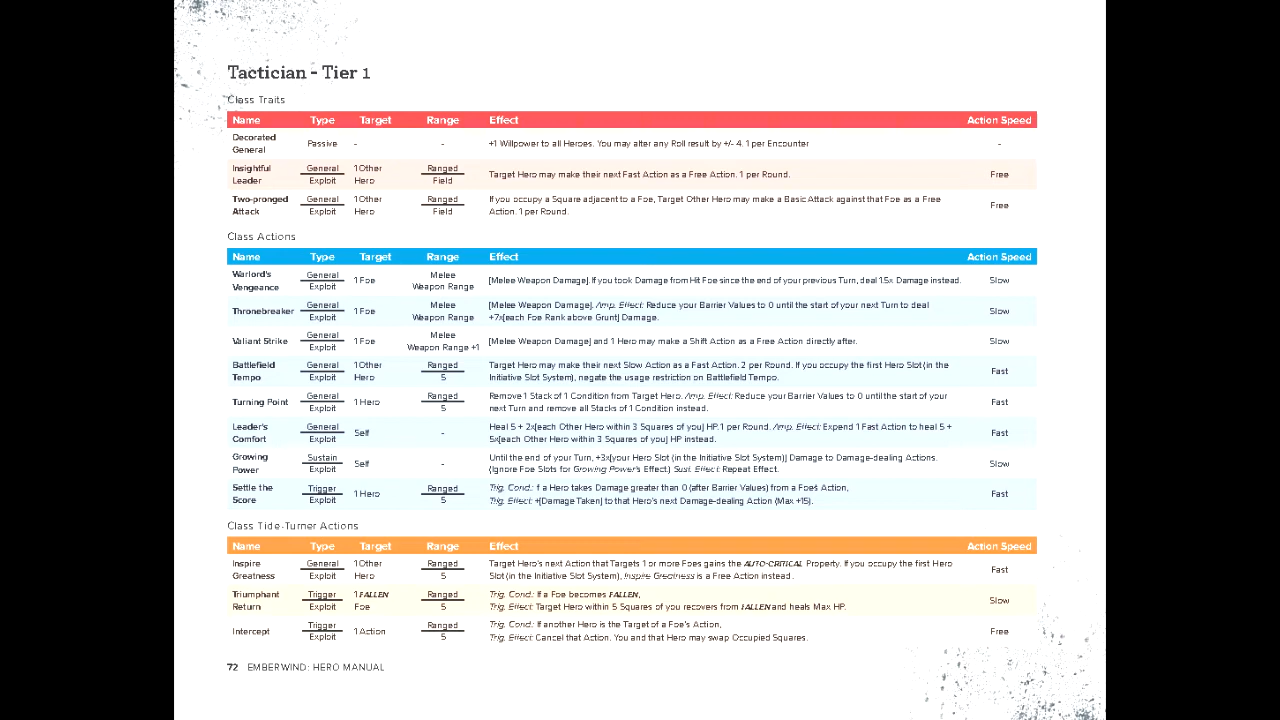 Tactician - Tier 1
Class Traits
Name Type Target Range Effect Action Speed
Decorated
General
Passive - - +1 Willpower to all Heroes. You may alter any Roll result by +/- 4. 1 per Encounter -
Insightful
Leader
General
Exploit
1 Other
Hero
Ranged
Field
Target Hero may make their next Fast Action as a Free Action. 1 per Round. Free
Two-pronged
Attack
General
Exploit
1 Other
Hero
Ranged
Field
If you occupy a Square adjacent to a Foe, Target Other Hero may make a Basic Attack against that Foe as a Free
Action. 1 per Round.
Free
Class Actions
Name Type Target Range Effect Action Speed
Warlord's
Vengeance
General
Exploit
1 Foe
Melee
Weapon Range
[Melee Weapon Damage]. If you took Damage from Hit Foe since the end of your previous Turn, deal 1.5x Damage instead. Slow
Thronebreaker
General
Exploit
1 Foe
Melee
Weapon Range
[Melee Weapon Damage]. Amp. Effect: Reduce your Barrier Values to 0 until the start of your next Turn to deal
+7x[each Foe Rank above Grunt] Damage.
Slow
Valiant Strike
General
Exploit
1 Foe
Melee
Weapon Range +1
[Melee Weapon Damage] and 1 Hero may make a Shift Action as a Free Action directly after. Slow
Battlefield
Tempo
General
Exploit
1 Other
Hero
Ranged
5
Target Hero may make their next Slow Action as a Fast Action. 2 per Round. If you occupy the first Hero Slot (in the
Initiative Slot System), negate the usage restriction on Battlefield Tempo.
Fast
Turning Point
General
Exploit
1 Hero
Ranged
5
Remove 1 Stack of 1 Condition from Target Hero. Amp. Effect: Reduce your Barrier Values to 0 until the start of your
next Turn and remove all Stacks of 1 Condition instead.
Fast
Leader's
Comfort
General
Exploit
Self -
Heal 5 + 2x[each Other Hero within 3 Squares of you] HP. 1 per Round. Amp. Effect: Expend 1 Fast Action to heal 5 +
5x[each Other Hero within 3 Squares of you] HP instead.
Fast
Growing
Power
Sustain
Exploit
Self -
Until the end of your Turn, +3x[your Hero Slot (in the Initiative Slot System)] Damage to Damage-dealing Actions.
(Ignore Foe Slots for Growing Power's Effect.) Sust. Effect: Repeat Effect.
Slow
Settle the
Score
Trigger
Exploit
1 Hero
Ranged
5
Trig. Cond.: If a Hero takes Damage greater than 0 (after Barrier Values) from a Foe's Action,
Trig. Effect: +[Damage Taken] to that Hero's next Damage-dealing Action (Max +15).
Fast
Class Tide-Turner Actions
Name Type Target Range Effect Action Speed
Inspire
Greatness
General
Exploit
1 Other
Hero
Ranged
5
Target Hero's next Action that Targets 1 or more Foes gains the AUTO-CRITICAL Property. If you occupy the first Hero
Slot (in the Initiative Slot System), Inspire Greatness is a Free Action instead.
Fast
Triumphant
Return
Trigger
Exploit
1 FALLEN
Foe
Ranged
5
Trig. Cond.: If a Foe becomes FALLEN,
Trig. Effect: Target Hero within 5 Squares of you recovers from FALLEN and heals Max HP.
Slow
Intercept
Trigger
Exploit
1 Action
Ranged
5
Trig. Cond.: If another Hero is the Target of a Foe's Action,
Trig. Effect: Cancel that Action. You and that Hero may swap Occupied Squares.
Free
72 EMBERWIND: HERO MANUAL